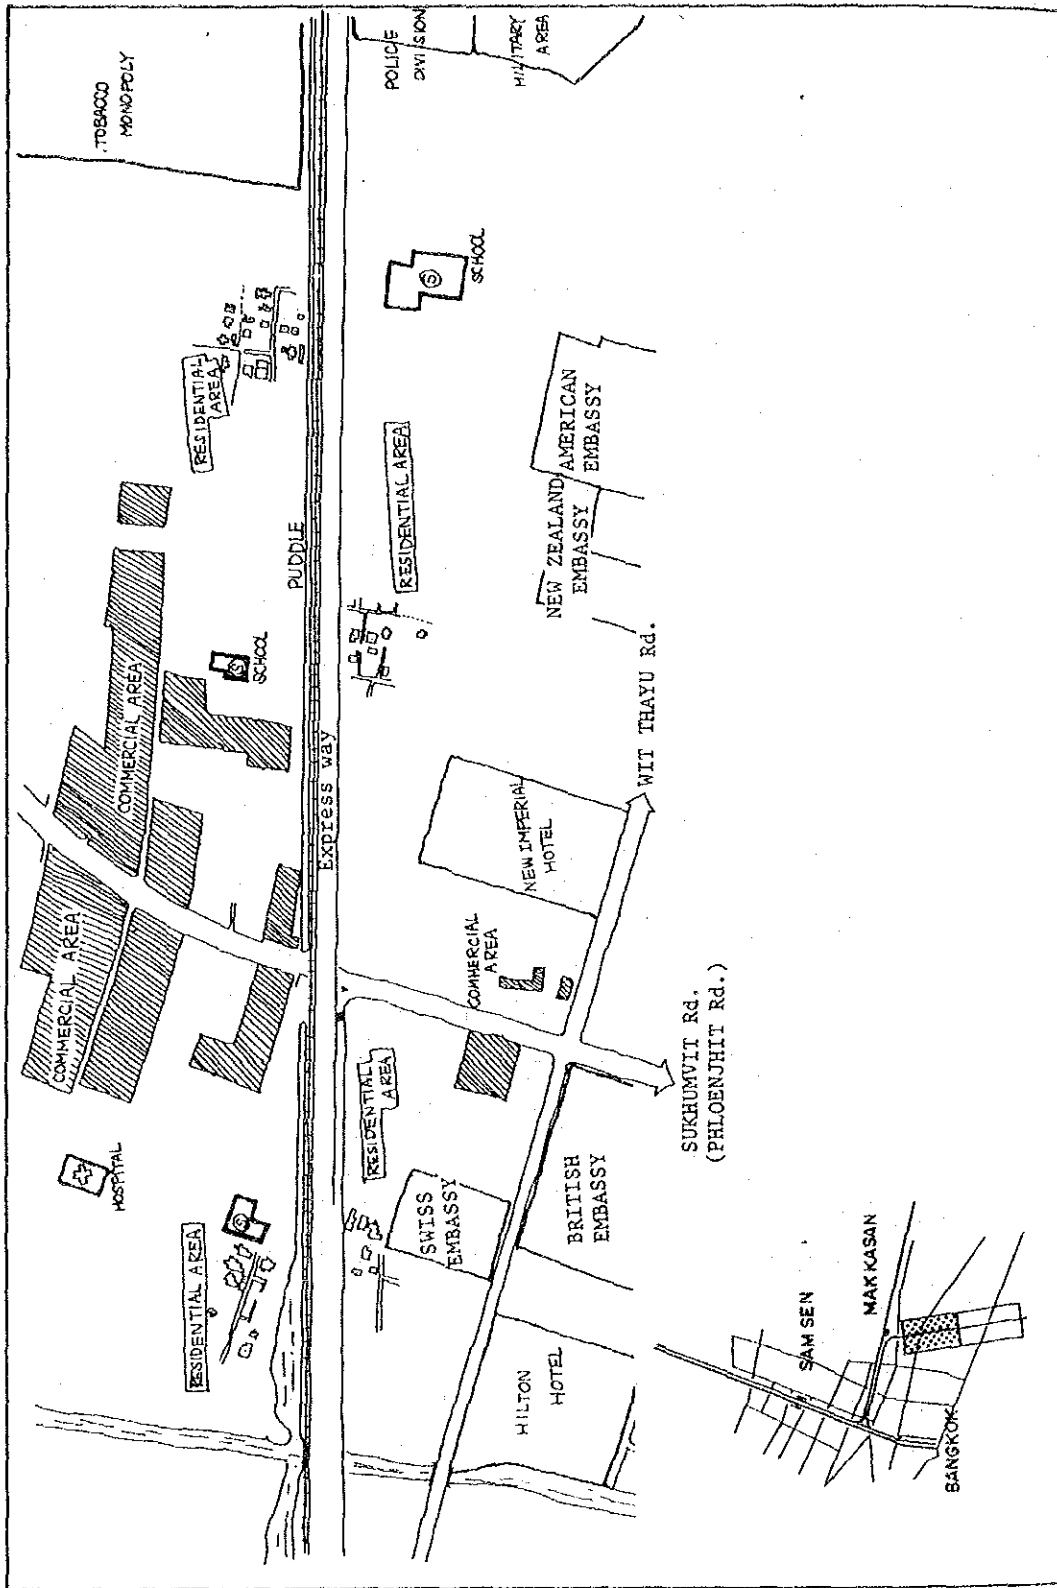 TOBACCO
MONOPOLY
POLICE
DIVISION
MILITARY
AREA
SCHOOL
RESIDENTIAL
AREA
PUDDLE
RESIDENTIAL AREA
AMERICAN
EMBASSY
NEW ZEALAND
EMBASSY
COMMERCIAL AREA
S
SCHOOL
Express way
WIT THAYU Rd.
NEW IMPERIAL
HOTEL
COMMERCIAL AREA
COMMERCIAL
AREA
SUKHUMVIT Rd.
(PHLOENJHIT Rd.)
HOSPITAL
RESIDENTIAL
AREA
SWISS
EMBASSY
BRITISH
EMBASSY
RESIDENTIAL AREA
S
HILTON
HOTEL
SAM SEN
MAKKASAN
BANGKOK